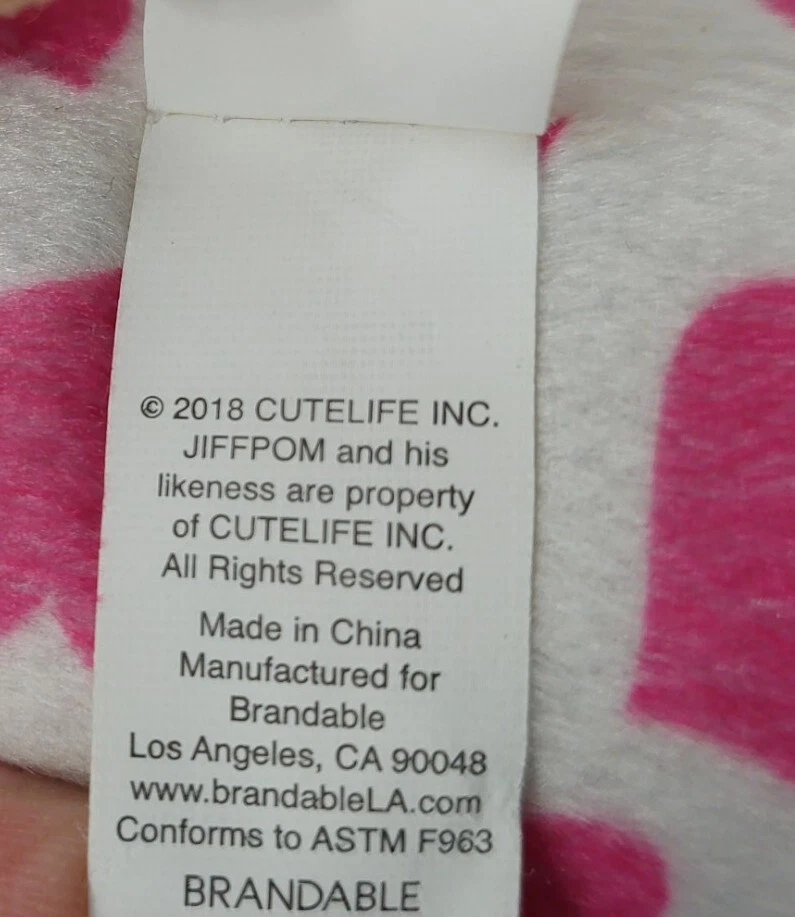 © 2018 CUTELIFE INC.
JIFFPOM and his
likeness are property
of CUTELIFE INC.
All Rights Reserved
Made in China
Manufactured for
Brandable
Los Angeles, CA 90048
www.brandableLA.com
Conforms to ASTM F963
BRANDABLE